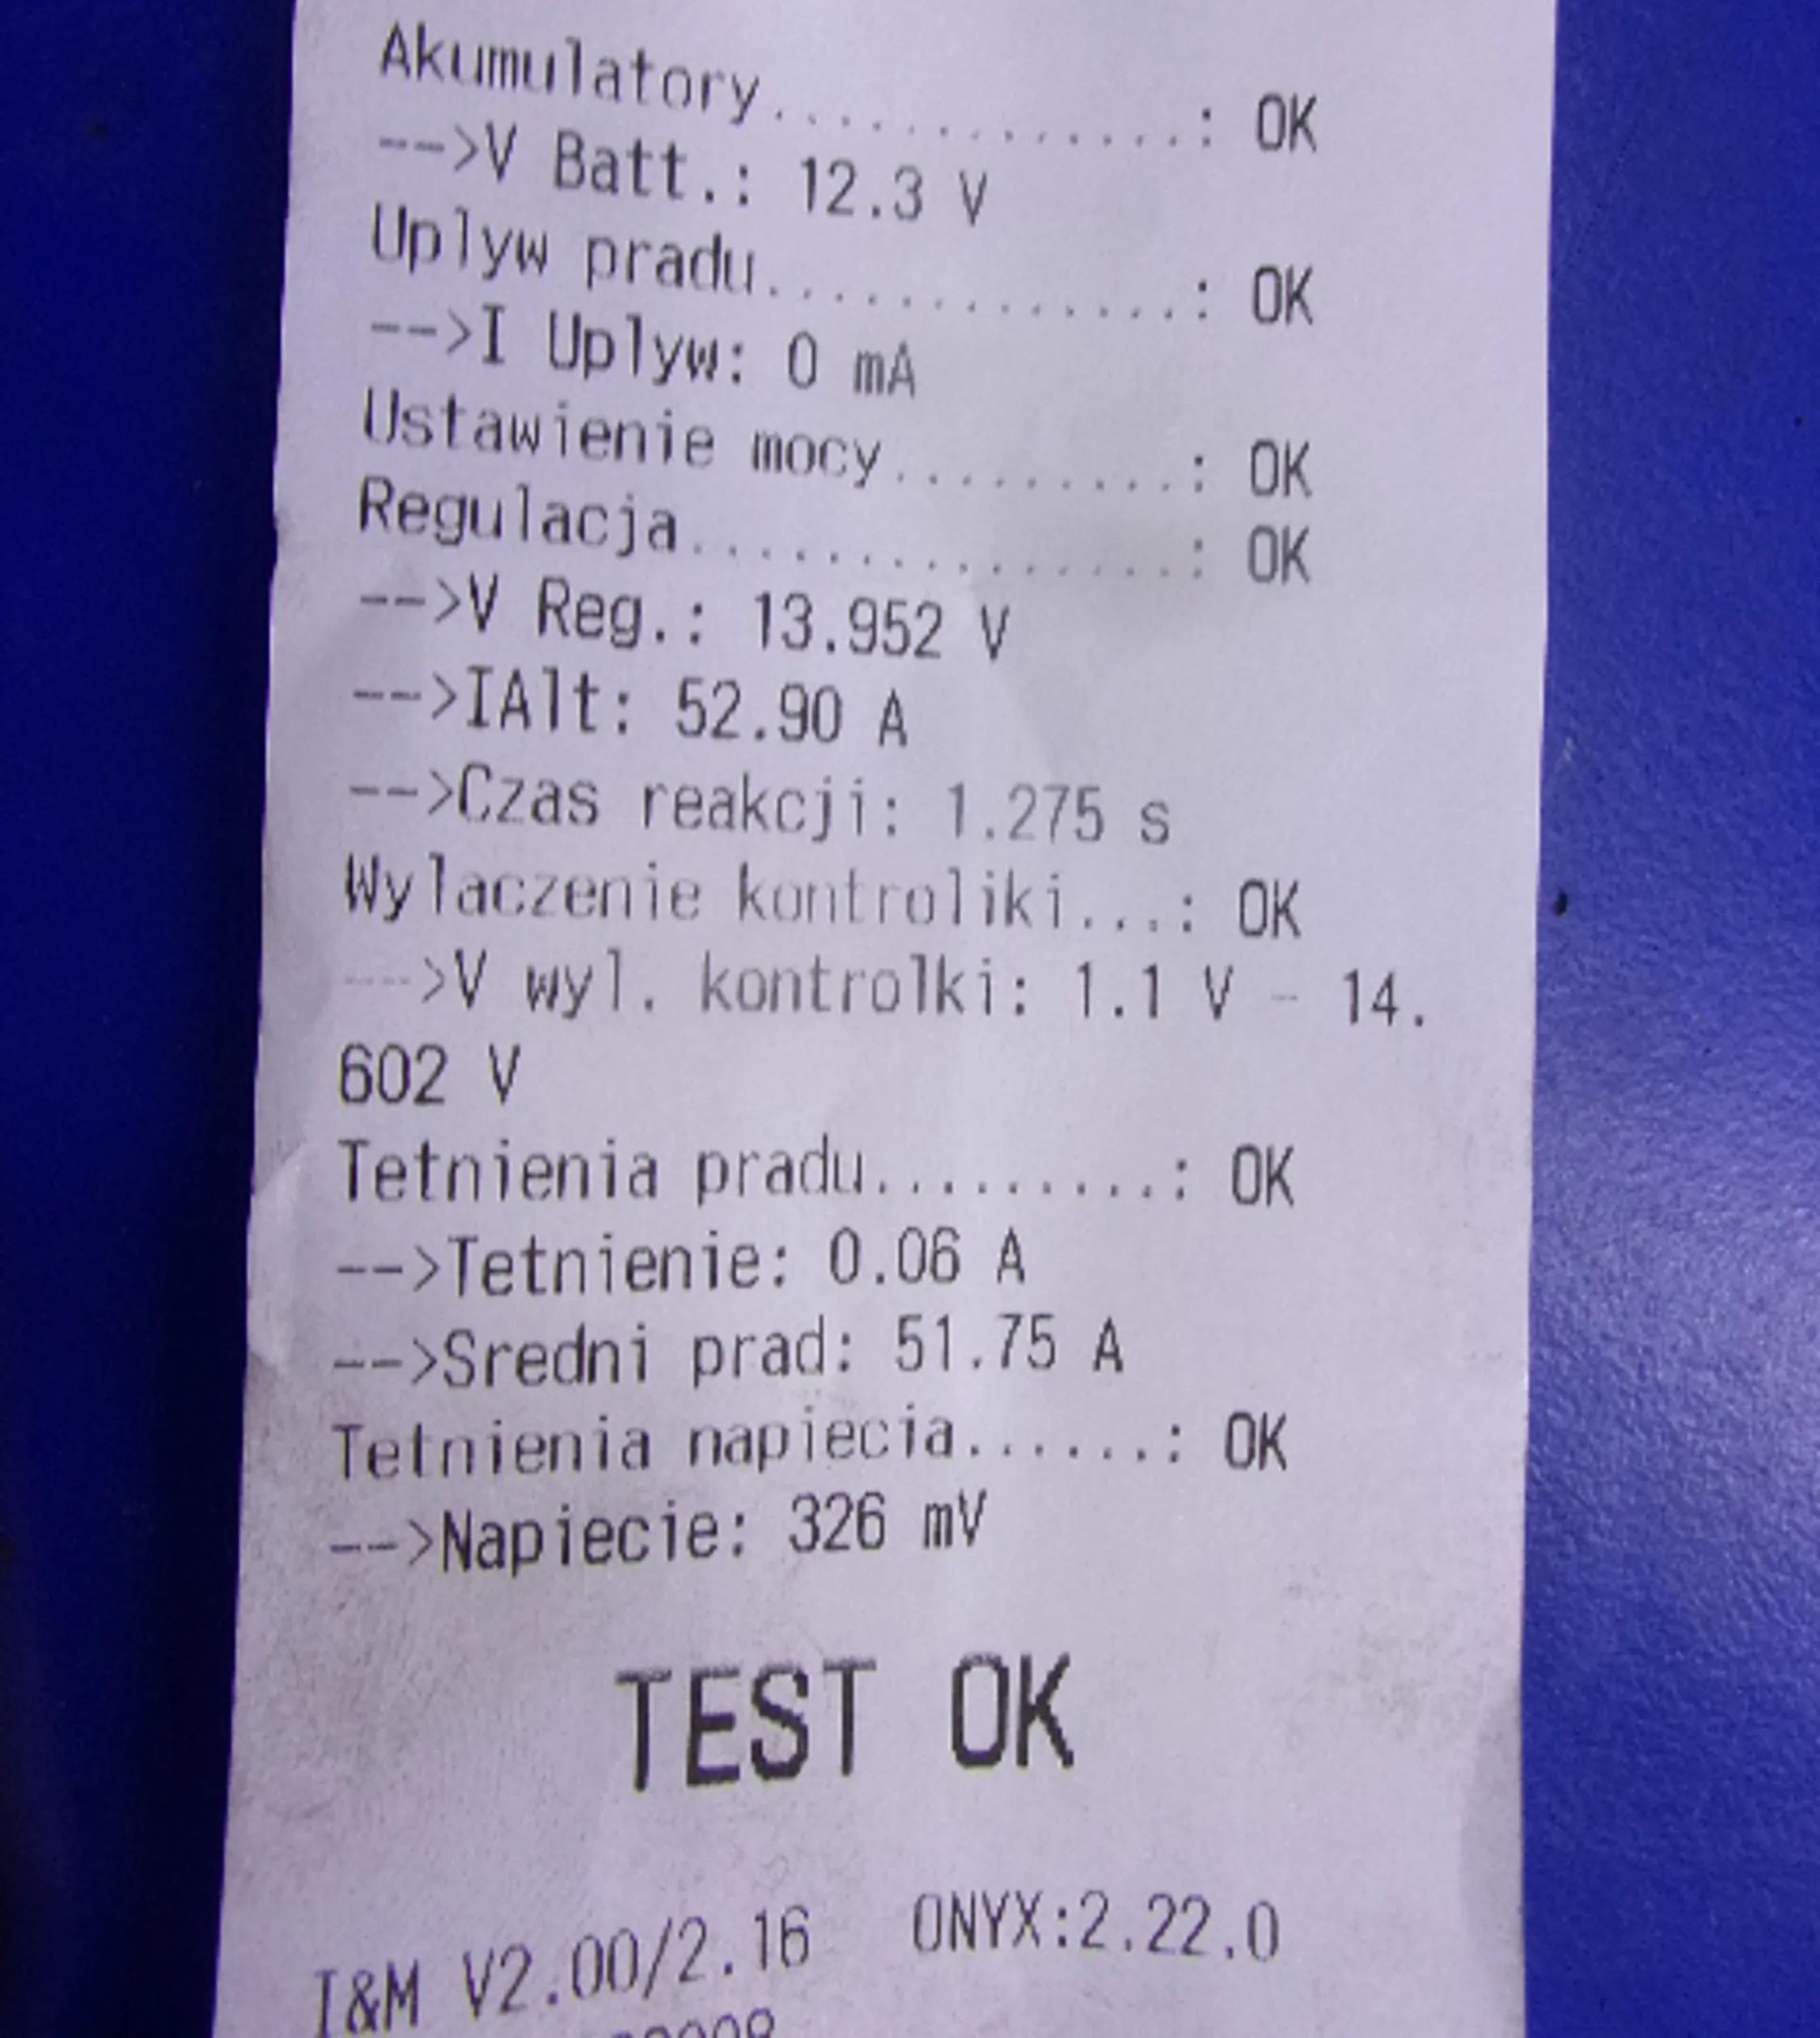 Akumulatory..............: OK
-->V Batt.: 12.3 V
Uplyw pradu..............: OK
-->I Uplyw: 0 mA
Ustawienie mocy..........: OK
Regulacja................: OK
-->V Reg.: 13.952 V
-->IAlt: 52.90 A
-->Czas reakcji: 1.275 s
Wylaczenie kontroliki...: OK
-->V wyl. kontrolki: 1.1 V - 14.
602 V
Tetnienia pradu..........: OK
-->Tetnienie: 0.06 A
-->Sredni prad: 51.75 A
Tetnienia napiecia......: OK
-->Napiecie: 326 mV
TEST OK
I&M V2.00/2.16 ONYX:2.22.0